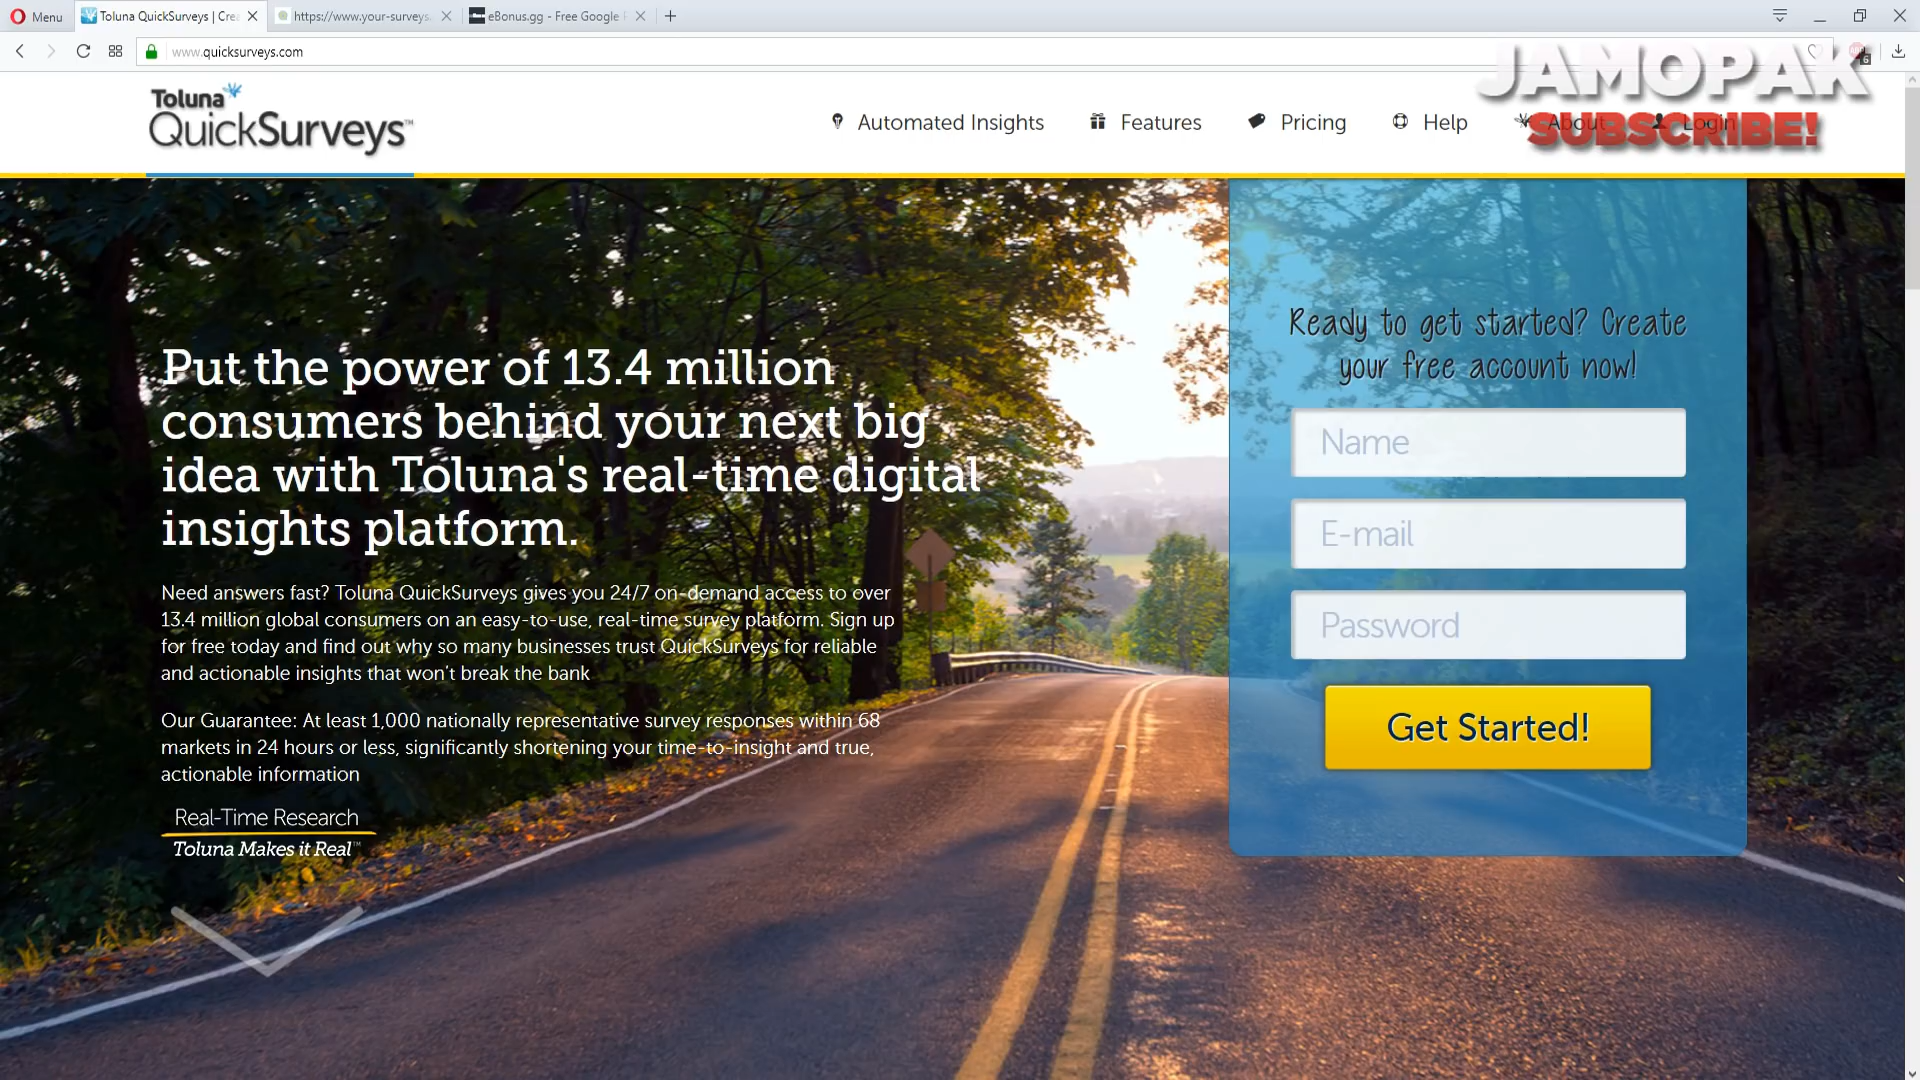 Menu
Toluna QuickSurveys | Cre
https://www.your-surveys.
eBonus.gg - Free Google
www.quicksurveys.com
6
JAMOPAK
SUBSCRIBE!
Toluna
QuickSurveys™
Automated Insights
Features
Pricing
Help
About
Login
Put the power of 13.4 million
consumers behind your next big
idea with Toluna's real-time digital
insights platform.
Need answers fast? Toluna QuickSurveys gives you 24/7 on-demand access to over
13.4 million global consumers on an easy-to-use, real-time survey platform. Sign up
for free today and find out why so many businesses trust QuickSurveys for reliable
and actionable insights that won't break the bank
Our Guarantee: At least 1,000 nationally representative survey responses within 68
markets in 24 hours or less, significantly shortening your time-to-insight and true,
actionable information
Real-Time Research
Toluna Makes it Real™
Ready to get started? Create
your free account now!
Name
E-mail
Password
Get Started!